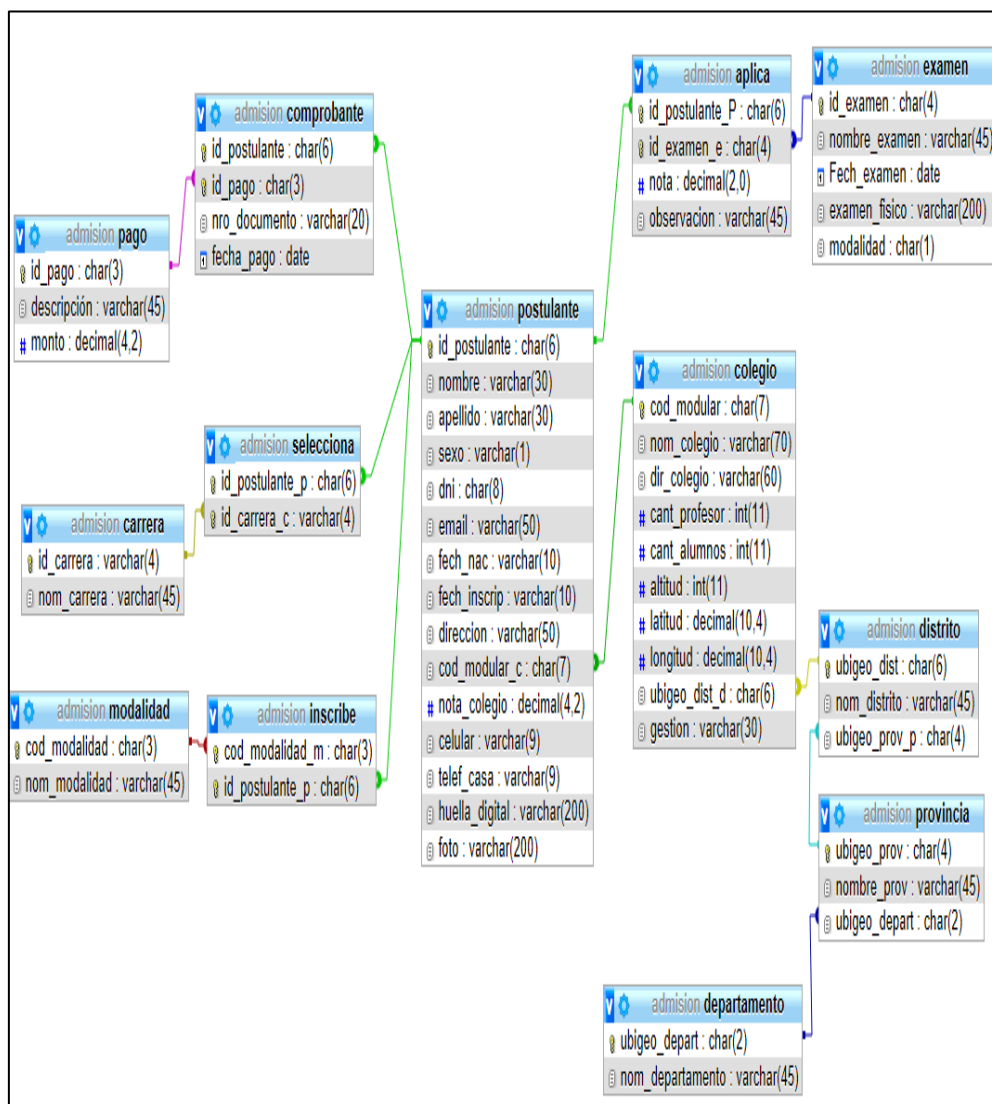 admision comprobante
id_postulante : char(6)
id_pago : char(3)
nro_documento : varchar(20)
fecha_pago : date
admision aplica
id_postulante_P : char(6)
id_examen_e : char(4)
nota : decimal(2,0)
observacion : varchar(45)
admision examen
id_examen : char(4)
nombre_examen : varchar(45)
Fech_examen : date
examen_fisico : varchar(200)
modalidad : char(1)
admision pago
id_pago : char(3)
descripción : varchar(45)
monto : decimal(4,2)
admision postulante
id_postulante : char(6)
nombre : varchar(30)
apellido : varchar(30)
sexo : varchar(1)
dni : char(8)
email : varchar(50)
fech_nac : varchar(10)
fech_inscrip : varchar(10)
direccion : varchar(50)
cod_modular_c : char(7)
nota_colegio : decimal(4,2)
celular : varchar(9)
telef_casa : varchar(9)
huella_digital : varchar(200)
foto : varchar(200)
admision colegio
cod_modular : char(7)
nom_colegio : varchar(70)
dir_colegio : varchar(60)
cant_profesor : int(11)
cant_alumnos : int(11)
altitud : int(11)
latitud : decimal(10,4)
longitud : decimal(10,4)
ubigeo_dist_d : char(6)
gestion : varchar(30)
admision selecciona
id_postulante_p : char(6)
id_carrera_c : varchar(4)
admision carrera
id_carrera : varchar(4)
nom_carrera : varchar(45)
admision distrito
ubigeo_dist : char(6)
nom_distrito : varchar(45)
ubigeo_prov_p : char(4)
admision modalidad
cod_modalidad : char(3)
nom_modalidad : varchar(45)
admision inscribe
cod_modalidad_m : char(3)
id_postulante_p : char(6)
admision provincia
ubigeo_prov : char(4)
nombre_prov : varchar(45)
ubigeo_depart : char(2)
admision departamento
ubigeo_depart : char(2)
nom_departamento : varchar(45)